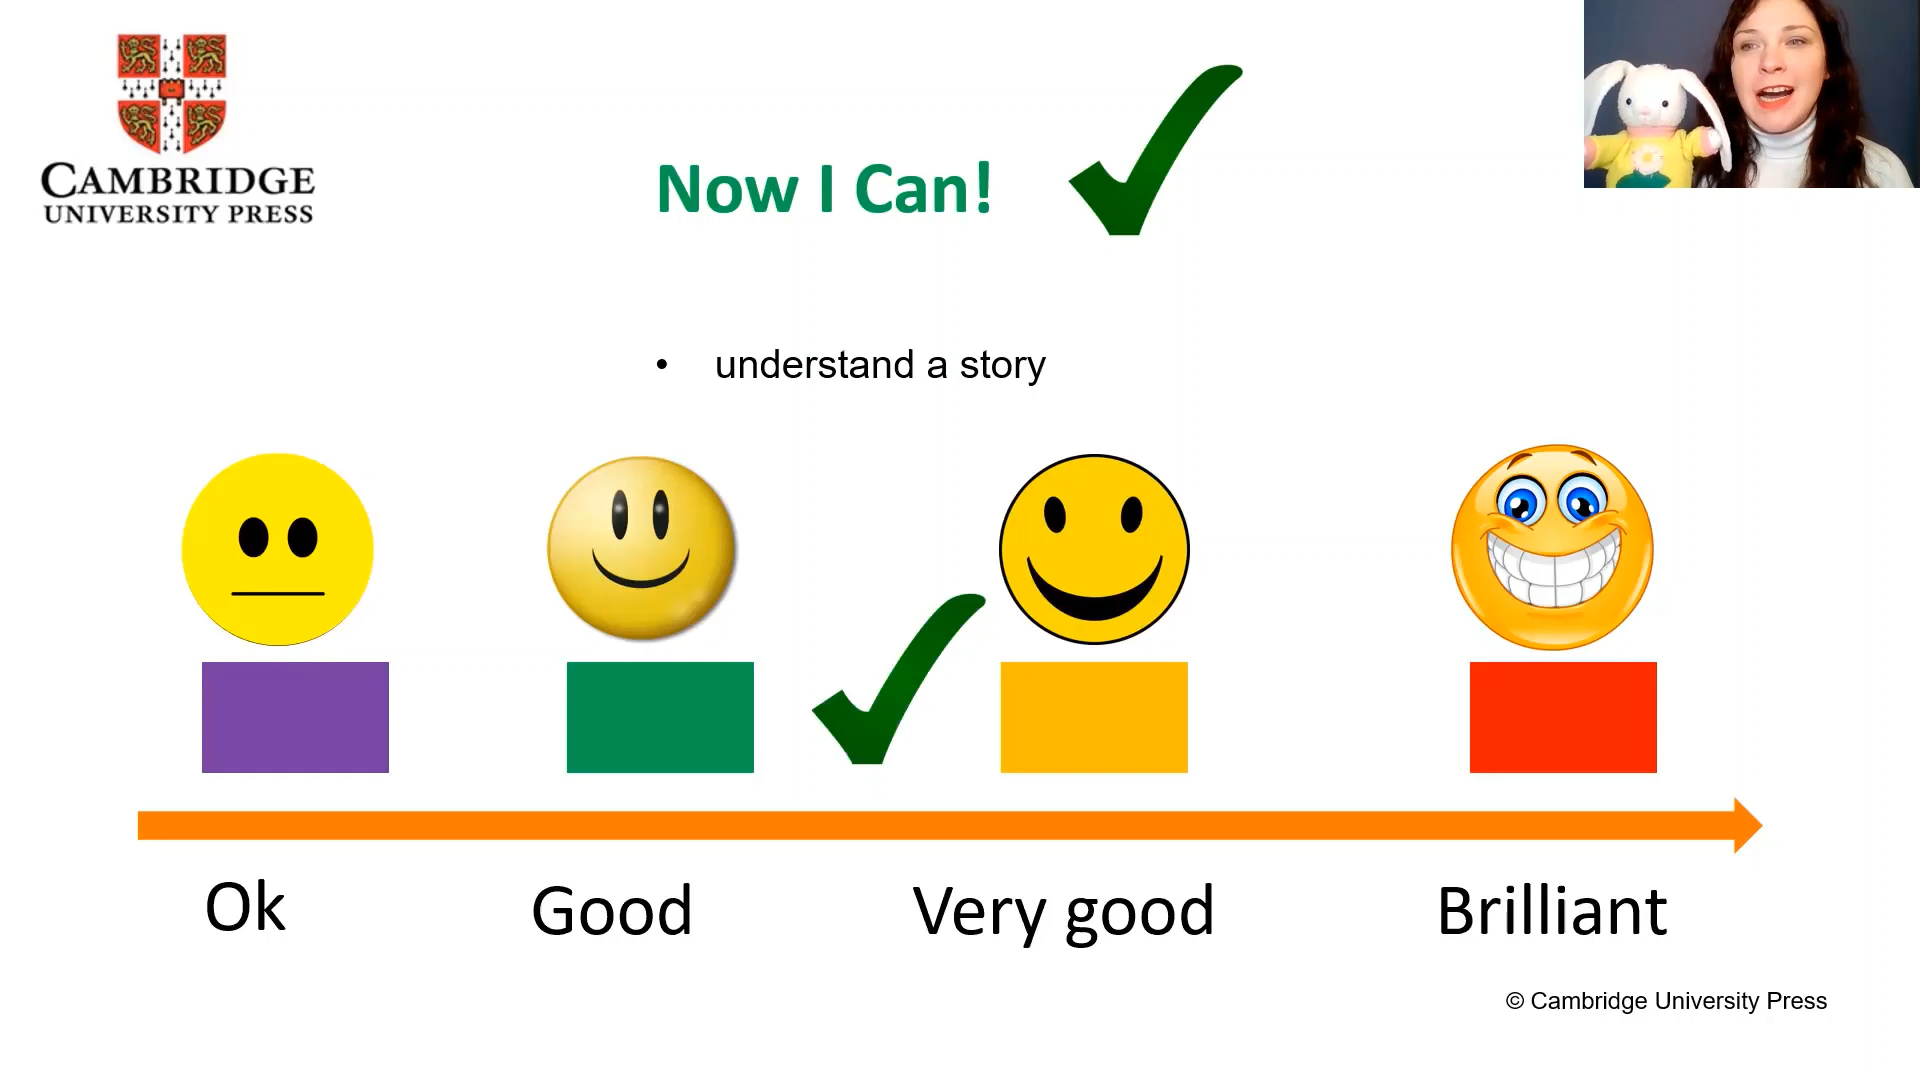 CAMBRIDGE
UNIVERSITY PRESS
Now I Can!
• understand a story
Ok
Good
Very good
Brilliant
© Cambridge University Press